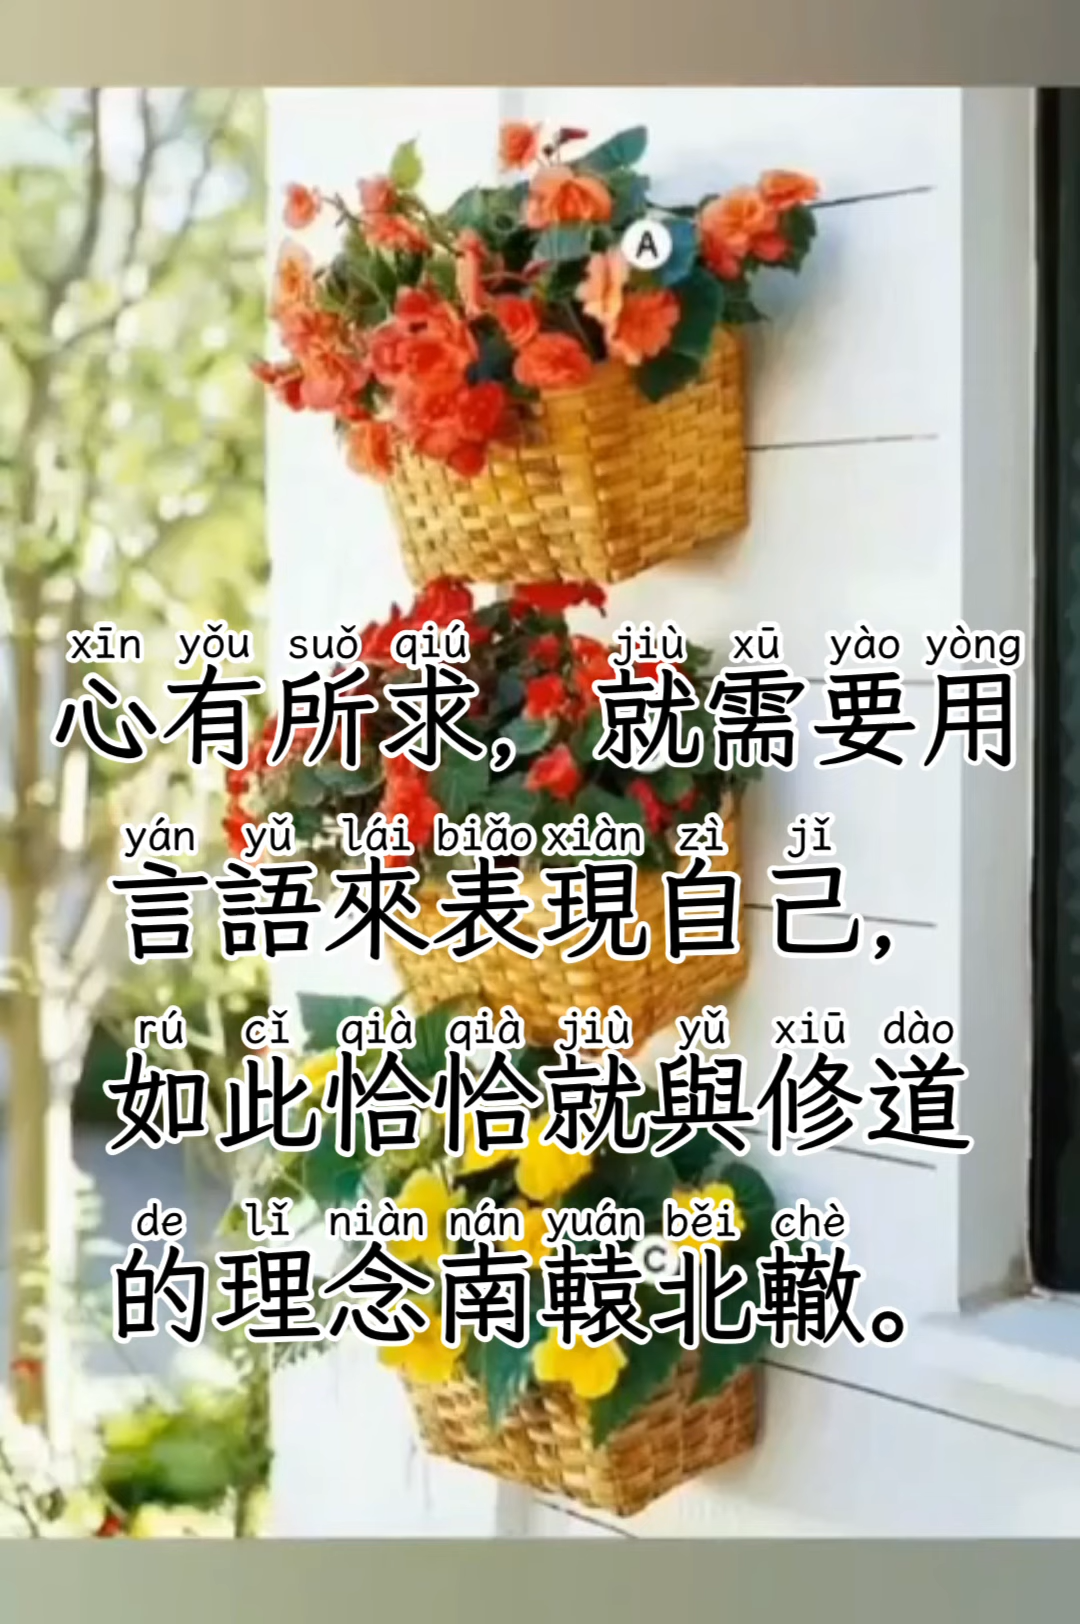 A
xīn yǒu suǒ qiú jiù xū yào yòng
心有所求，就需要用
yán yǔ lái biǎo xiàn zì jǐ
言語來表現自己，
rú cǐ qià qià jiù yǔ xiū dào
如此恰恰就與修道
de lǐ niàn nán yuán běi chè
的理念南轅北轍。
C